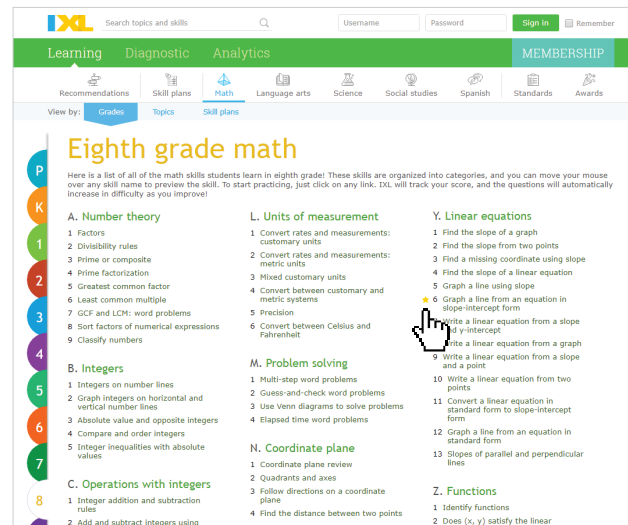 IXL
Search topics and skills
Username
Password
Sign in
Remember
Learning
Diagnostic
Analytics
MEMBERSHIP
Recommendations
Skill plans
Math
Language arts
Science
Social studies
Spanish
Standards
Awards
View by:
Grades
Topics
Skill plans
P
K
1
2
3
4
5
6
7
8
Eighth grade math
Here is a list of all of the math skills students learn in eighth grade! These skills are organized into categories, and you can move your mouse
over any skill name to preview the skill. To start practicing, just click on any link. IXL will track your score, and the questions will automatically
increase in difficulty as you improve!
A. Number theory
1 Factors
2 Divisibility rules
3 Prime or composite
4 Prime factorization
5 Greatest common factor
6 Least common multiple
7 GCF and LCM: word problems
8 Sort factors of numerical expressions
9 Classify numbers
B. Integers
1 Integers on number lines
2 Graph integers on horizontal and
vertical number lines
3 Absolute value and opposite integers
4 Compare and order integers
5 Integer inequalities with absolute
values
C. Operations with integers
1 Integer addition and subtraction
rules
2 Add and subtract integers using
L. Units of measurement
1 Convert rates and measurements:
customary units
2 Convert rates and measurements:
metric units
3 Mixed customary units
4 Convert between customary and
metric systems
5 Precision
6 Convert between Celsius and
Fahrenheit
M. Problem solving
1 Multi-step word problems
2 Guess-and-check word problems
3 Use Venn diagrams to solve problems
4 Elapsed time word problems
N. Coordinate plane
1 Coordinate plane review
2 Quadrants and axes
3 Follow directions on a coordinate
plane
4 Find the distance between two points
Y. Linear equations
1 Find the slope of a graph
2 Find the slope from two points
3 Find a missing coordinate using slope
4 Find the slope of a linear equation
5 Graph a line using slope
6 Graph a line from an equation in
slope-intercept form
Write a linear equation from a slope
and y-intercept
Write a linear equation from a graph
9 Write a linear equation from a slope
and a point
10 Write a linear equation from two
points
11 Convert a linear equation in
standard form to slope-intercept
form
12 Graph a line from an equation in
standard form
13 Slopes of parallel and perpendicular
lines
Z. Functions
1 Identify functions
2 Does (x, y) satisfy the linear